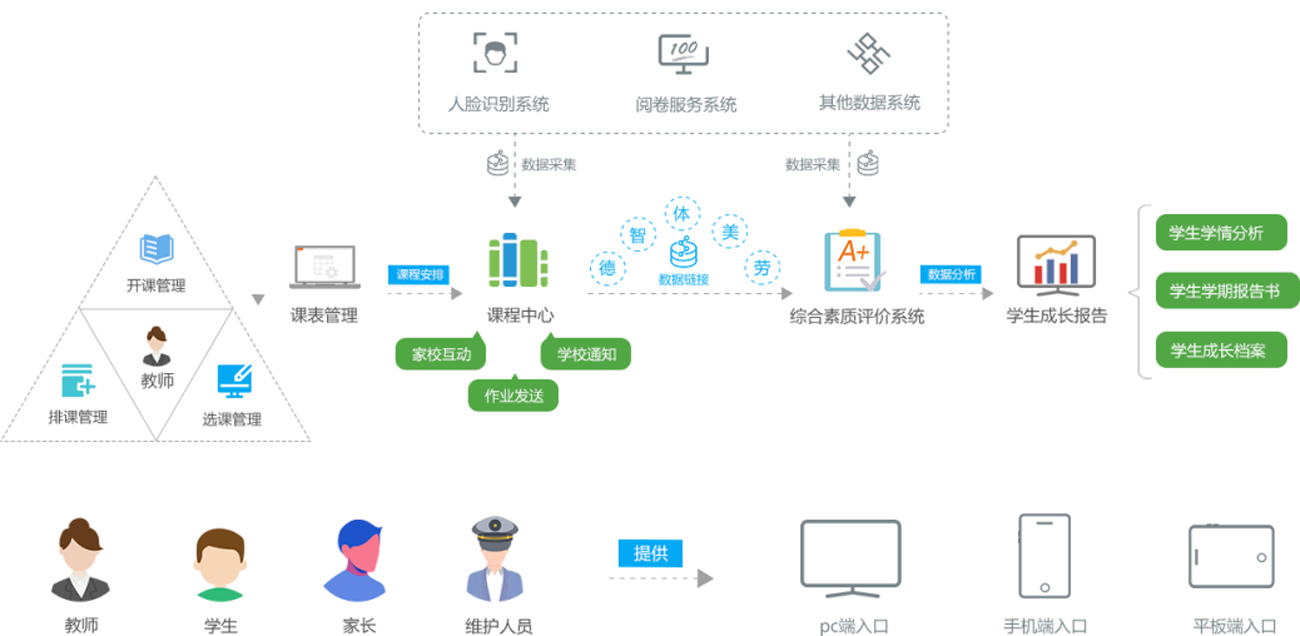 100
人脸识别系统
阅卷服务系统
其他数据系统
数据采集
数据采集
开课管理
教师
排课管理
选课管理
课表管理
课程安排
课程中心
家校互动
学校通知
作业发送
德
智
体
美
劳
数据链接
A+
综合素质评价系统
数据分析
学生成长报告
学生学情分析
学生学期报告书
学生成长档案
教师
学生
家长
维护人员
提供
pc端入口
手机端入口
平板端入口